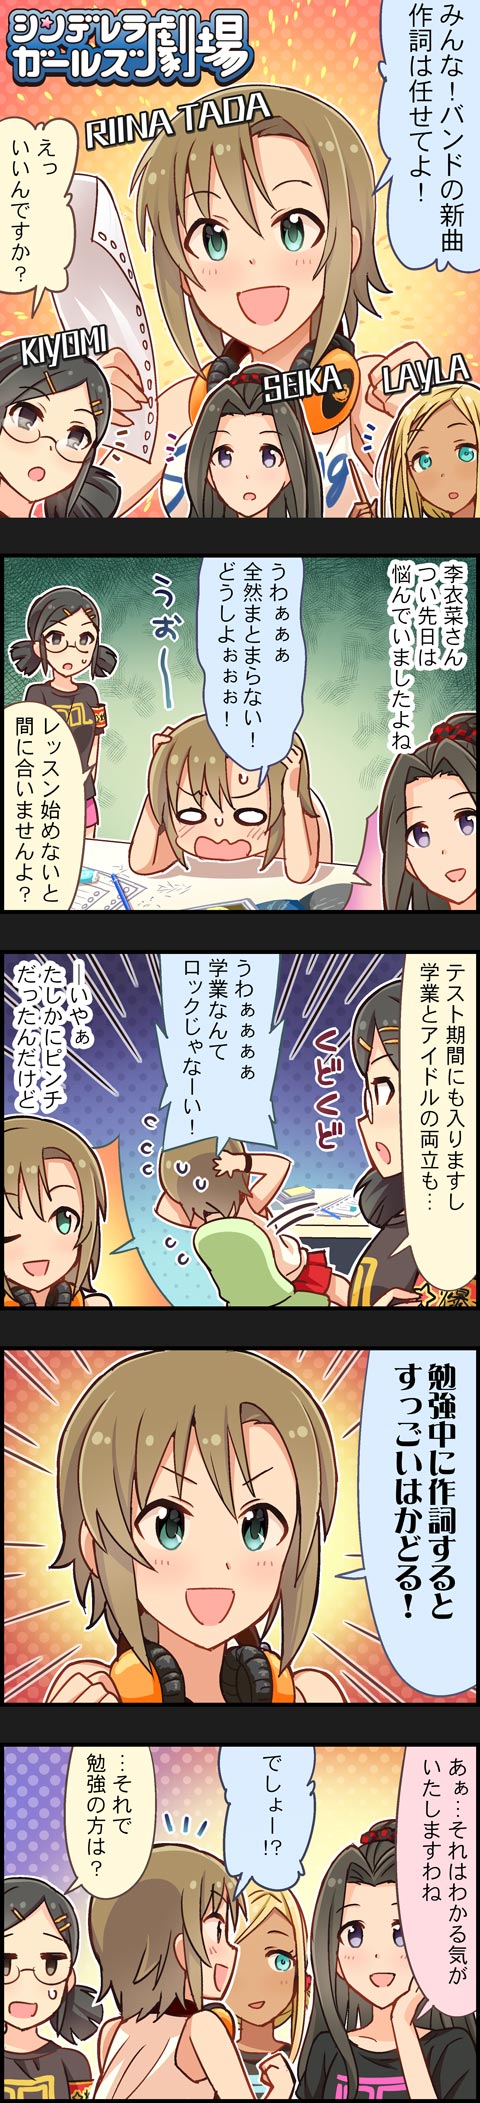 シンデレラ
ガールズ劇場
みんな！バンドの新曲
作詞は任せてよ！
RIINA TADA
えっ
いいんですか？
KIYOMI
SEIKA
LAYLA
李衣菜さん
つい先日は
悩んでいましたよね
うわぁぁぁ
全然まとまらない！
どうしよぉぉぉ！
うお〜
レッスン始めないと
間に合いませんよ？
テスト期間にも入りますし
学業とアイドルの両立も…
くどくど
うわぁぁぁぁ
学業なんて
ロックじゃなーい！
―いやぁ
たしかにピンチ
だったんだけど
勉強中に作詞すると
すっごいはかどる！
あぁ…それはわかる気が
いたしますわね
でしょー!?
…それで
勉強の方は？